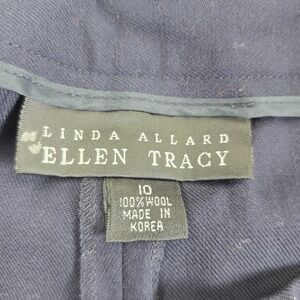 LINDA ALLARD
ELLEN TRACY
10
100% WOOL
MADE IN
KOREA